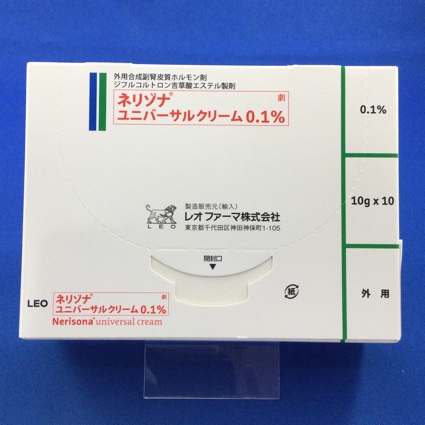 外用合成副腎皮質ホルモン剤
ジフルコルトロン吉草酸エステル製剤
ネリゾナ® 劇
ユニバーサルクリーム 0.1%
0.1%
10g x 10
外 用
LEO
製造販売元(輸入)
レオ ファーマ株式会社
東京都千代田区神田神保町1-105
開封口
▼
紙
LEO
ネリゾナ® 劇
ユニバーサルクリーム 0.1%
Nerisona® universal cream